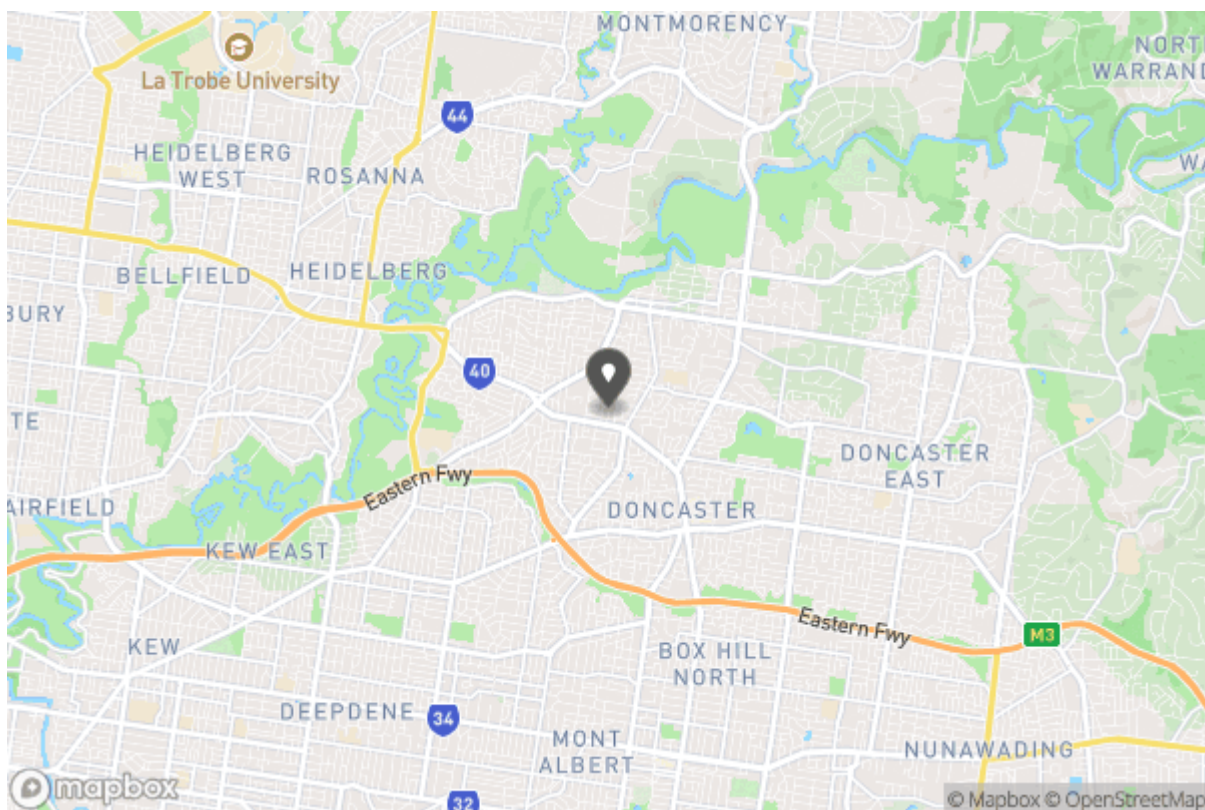 MONTMORENCY
La Trobe University
NORT
WARRAND
44
HEIDELBERG
WEST
ROSANNA
WA
HEIDELBERG
BELLFIELD
BURY
40
TE
DONCASTER
EAST
Eastern Fwy
AIRFIELD
DONCASTER
KEW EAST
Eastern Fwy
M3
KEW
BOX HILL
NORTH
DEEPDENE
34
MONT
ALBERT
NUNAWADING
mapbox
32
© Mapbox © OpenStreetMap